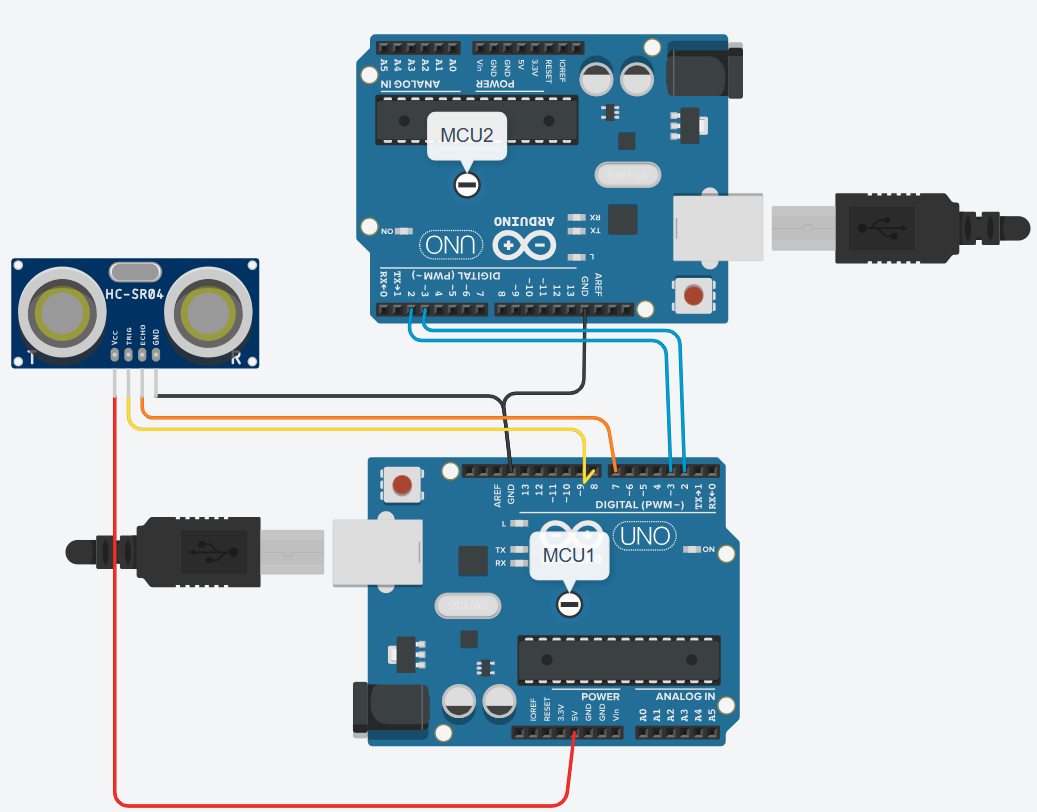 A5 A4 A3 A2 A1 A0
Vin GND GND 5V 3.3V RESET IOREF
ANALOG IN
POWER
MCU2
RX
TX
L
ON
UNO
ARDUINO
DIGITAL (PWM~)
RX←0 TX→1 2 ~3 4 ~5 ~6 7
8 ~9 ~10 ~11 12 13 GND AREF
HC-SR04
VCC TRIG ECHO GND
T
R
AREF GND 13 12 ~11 ~10 ~9 8
7 ~6 ~5 4 ~3 2 TX→1 RX←0
DIGITAL (PWM~)
L
TX
RX
UNO
ON
MCU1
POWER
ANALOG IN
IOREF RESET 3.3V 5V GND GND Vin
A0 A1 A2 A3 A4 A5